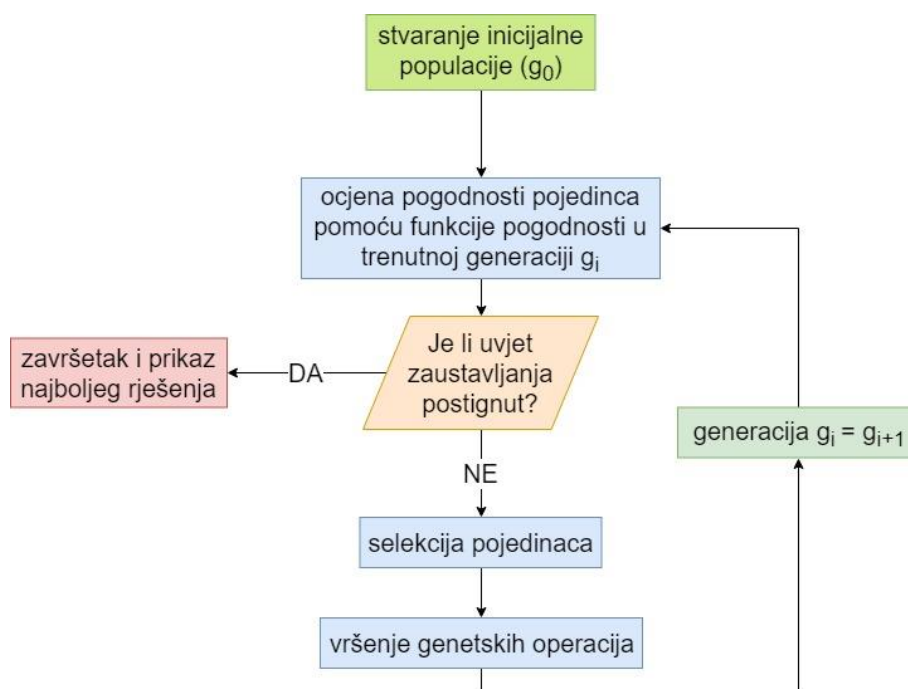 stvaranje inicijalne
populacije (g₀)
ocjena pogodnosti pojedinca
pomoću funkcije pogodnosti u
trenutnoj generaciji gᵢ
Je li uvjet
zaustavljanja
postignut?
DA
završetak i prikaz
najboljeg rješenja
NE
generacija gᵢ = gᵢ₊₁
selekcija pojedinaca
vršenje genetskih operacija